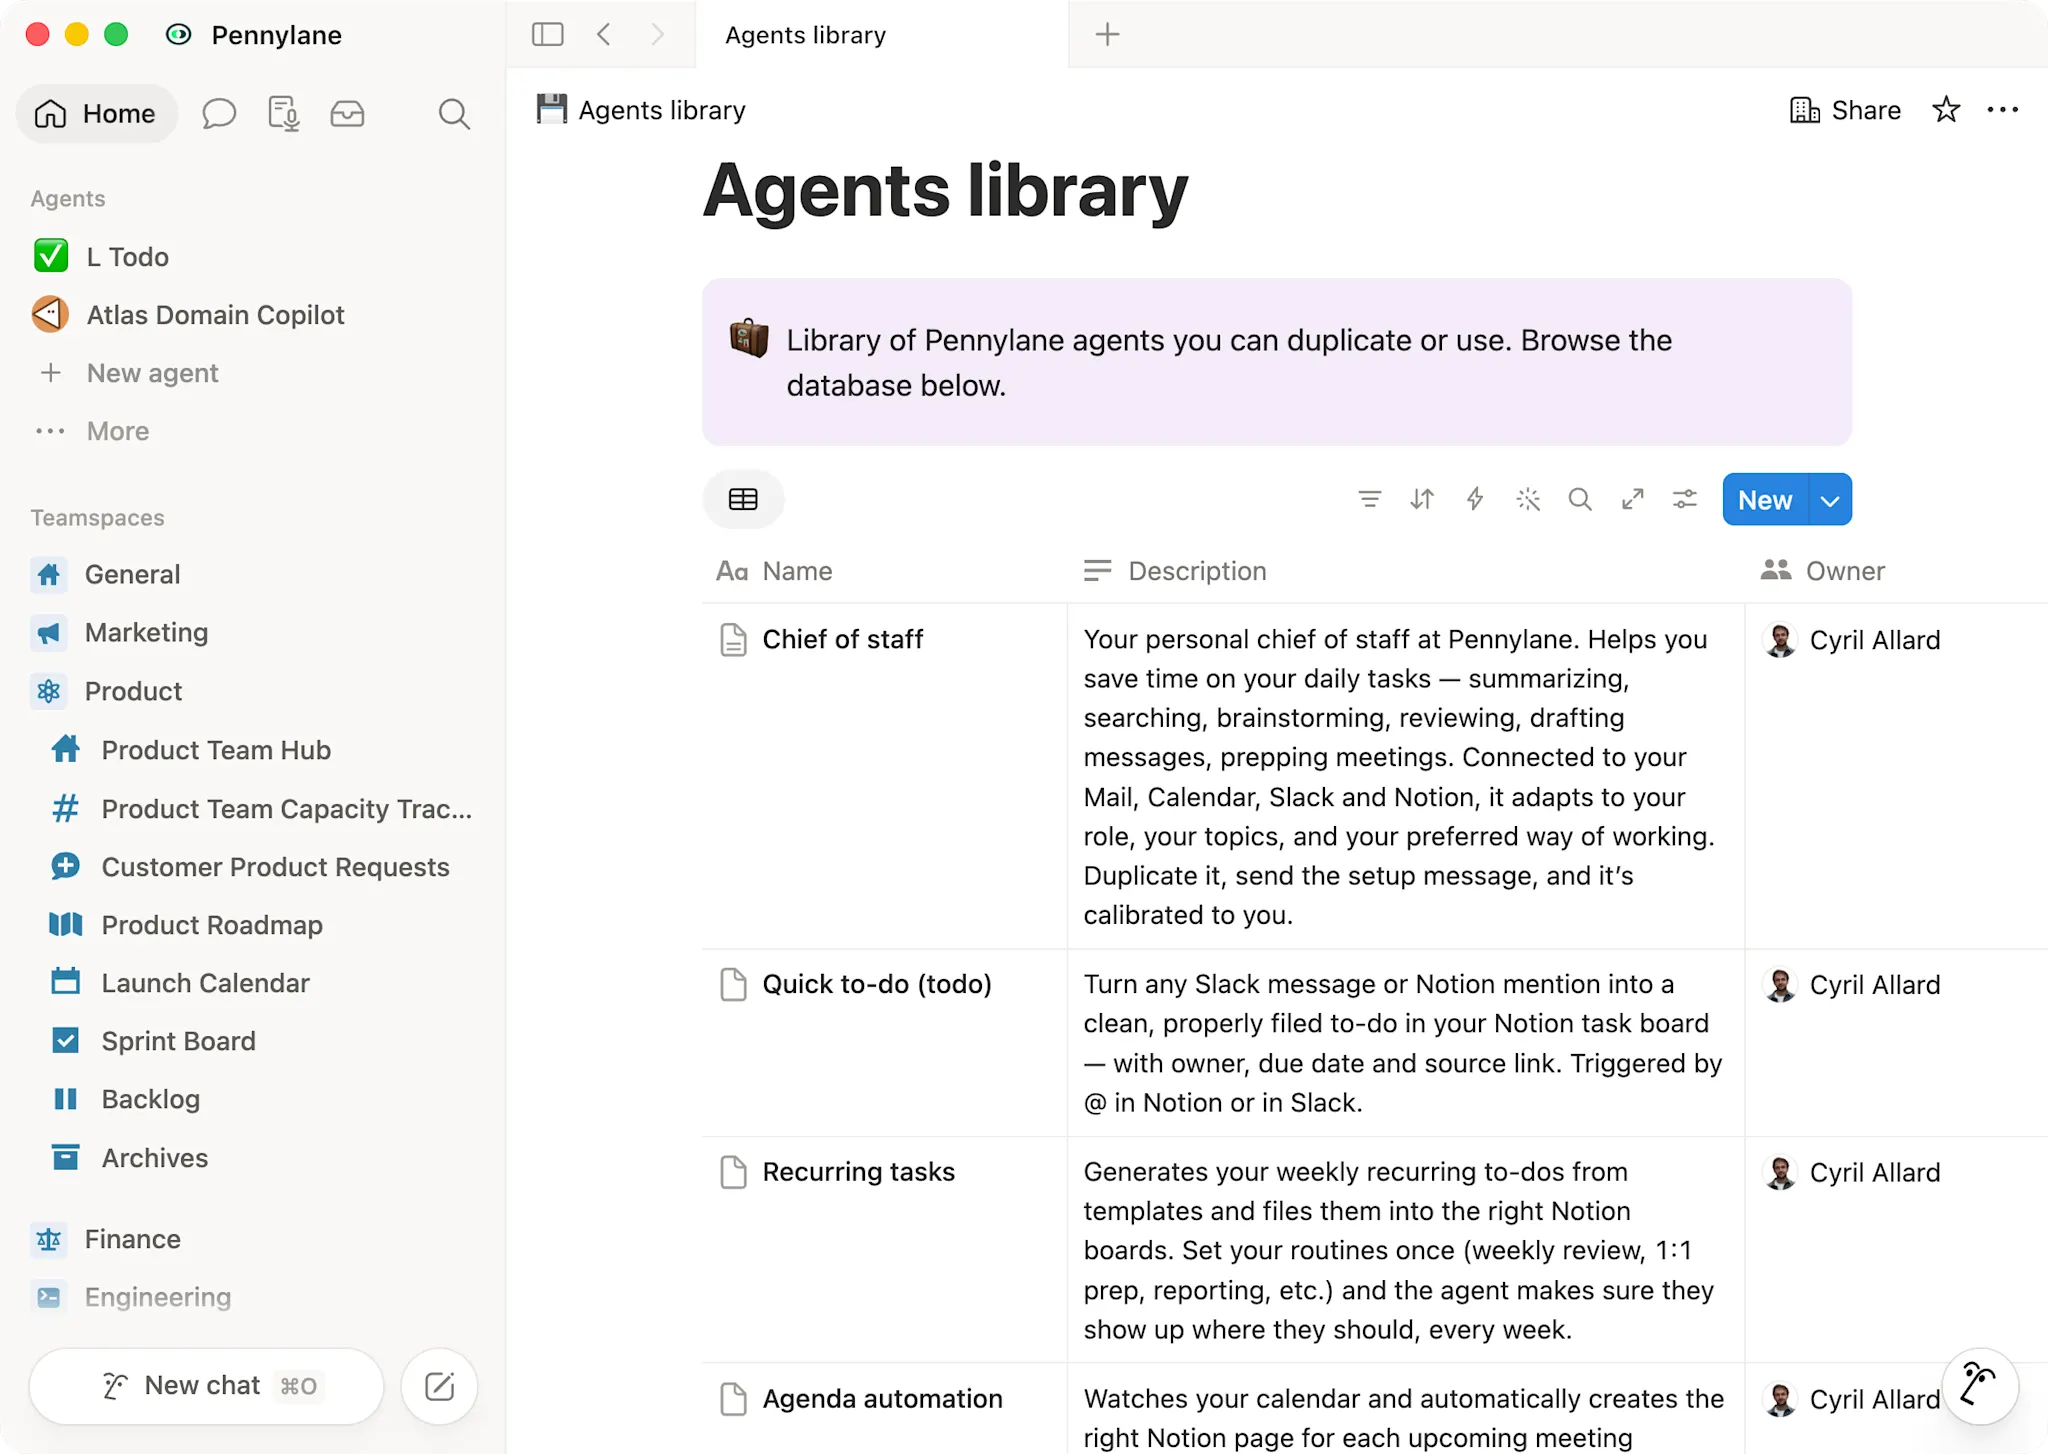 Pennylane
Agents library
Home
Agents library
Share
Agents
L Todo
Atlas Domain Copilot
New agent
More
Teamspaces
General
Marketing
Product
Product Team Hub
Product Team Capacity Trac...
Customer Product Requests
Product Roadmap
Launch Calendar
Sprint Board
Backlog
Archives
Finance
Engineering
New chat ⌘O
Agents library
Library of Pennylane agents you can duplicate or use. Browse the
database below.
New
Aa Name
Description
Owner
Chief of staff
Your personal chief of staff at Pennylane. Helps you
save time on your daily tasks — summarizing,
searching, brainstorming, reviewing, drafting
messages, prepping meetings. Connected to your
Mail, Calendar, Slack and Notion, it adapts to your
role, your topics, and your preferred way of working.
Duplicate it, send the setup message, and it’s
calibrated to you.
Cyril Allard
Quick to-do (todo)
Turn any Slack message or Notion mention into a
clean, properly filed to-do in your Notion task board
— with owner, due date and source link. Triggered by
@ in Notion or in Slack.
Cyril Allard
Recurring tasks
Generates your weekly recurring to-dos from
templates and files them into the right Notion
boards. Set your routines once (weekly review, 1:1
prep, reporting, etc.) and the agent makes sure they
show up where they should, every week.
Cyril Allard
Agenda automation
Watches your calendar and automatically creates the
right Notion page for each upcoming meeting
Cyril Allard